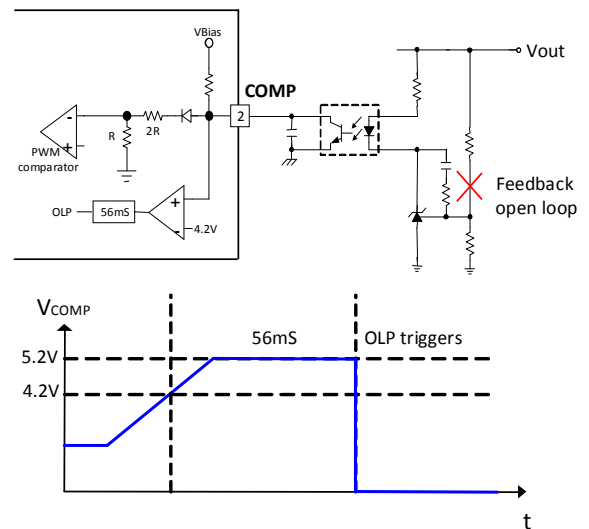 VBias
COMP
2
Vout
R
2R
PWM
comparator
-
+
OLP
56mS
+
-
4.2V
Feedback
open loop
VCOMP
56mS
OLP triggers
5.2V
4.2V
t